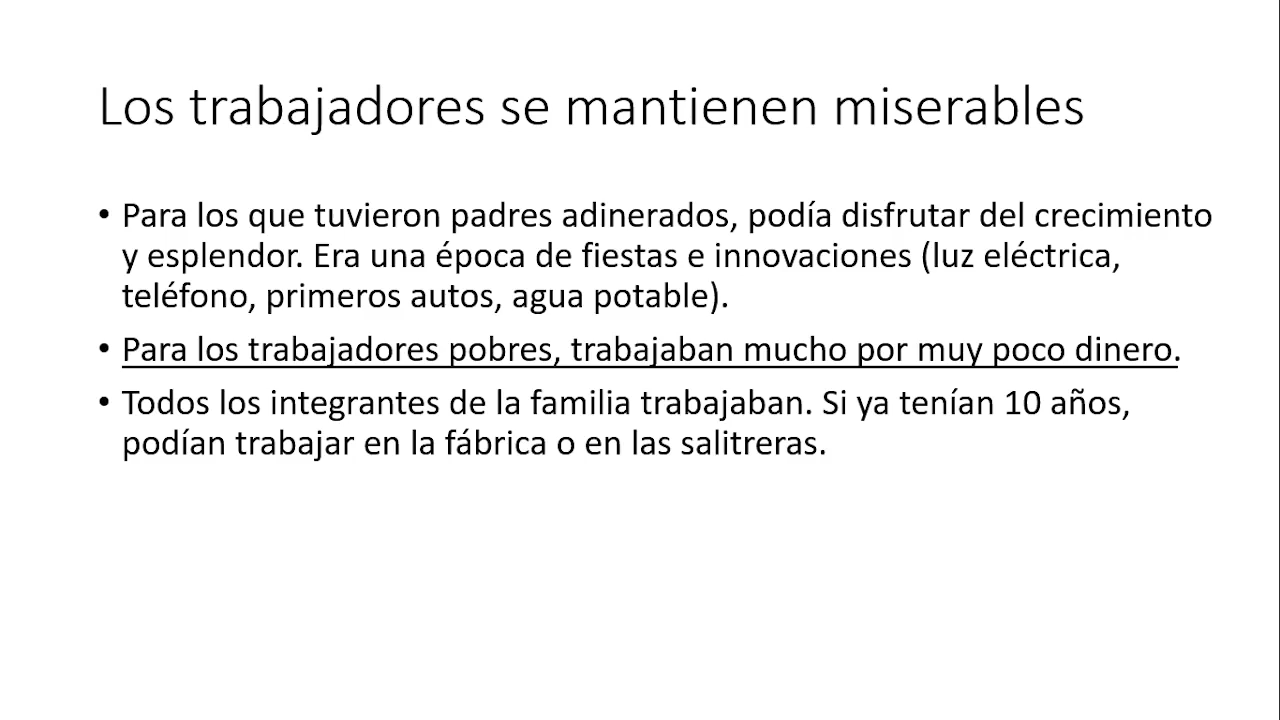 Los trabajadores se mantienen miserables
• Para los que tuvieron padres adinerados, podía disfrutar del crecimiento
y esplendor. Era una época de fiestas e innovaciones (luz eléctrica,
teléfono, primeros autos, agua potable).
• Para los trabajadores pobres, trabajaban mucho por muy poco dinero.
• Todos los integrantes de la familia trabajaban. Si ya tenían 10 años,
podían trabajar en la fábrica o en las salitreras.